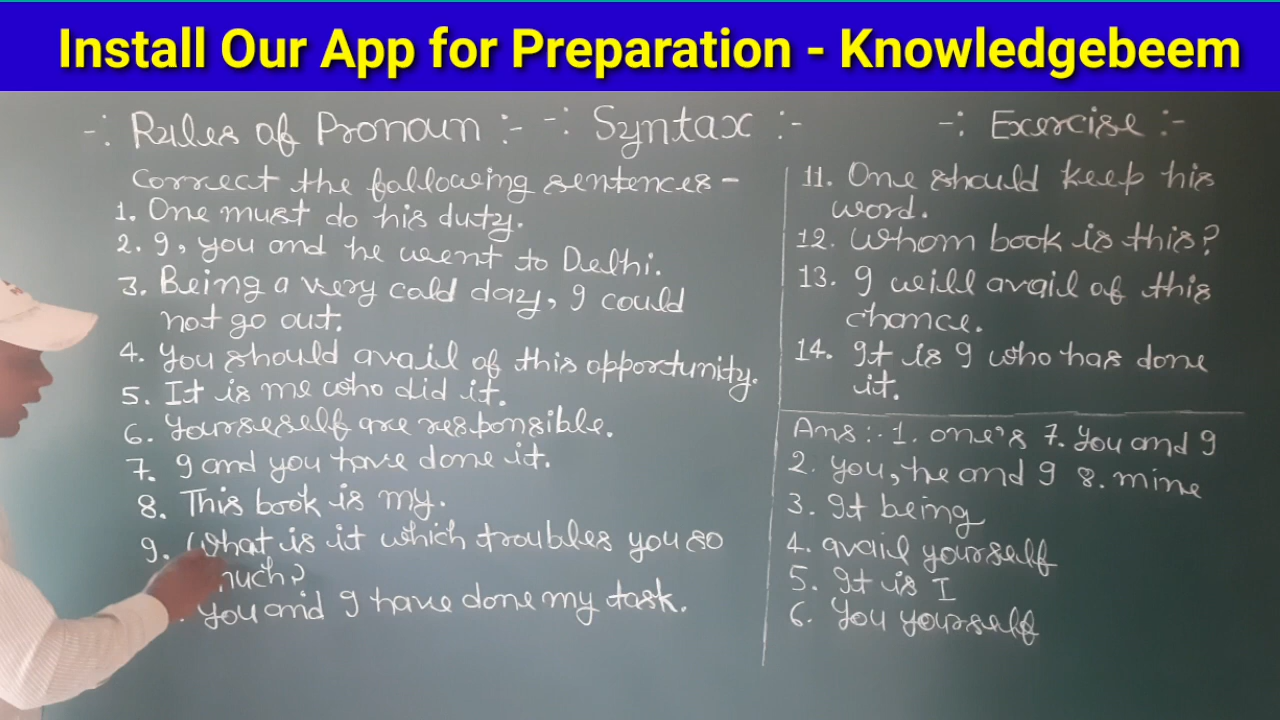 Install Our App for Preparation - Knowledgebeem
-: Rules of Pronoun :- -: Syntax :- -: Exercise :-
Correct the following sentences -
1. One must do his duty.
2. I, you and he went to Delhi.
3. Being a very cold day, I could
not go out.
4. You should avail of this opportunity.
5. It is me who did it.
6. Yourseself are responsible.
7. I and you have done it.
8. This book is my.
9. What is it which troubles you so
much?
You and I have done my task.
11. One should keep his
word.
12. Whom book is this?
13. I will avail of this
chance.
14. It is I who has done
it.
Ans :- 1. one's 7. You and I
2. you, he and I 8. mine
3. It being
4. avail yourself
5. It is I
6. You yourself